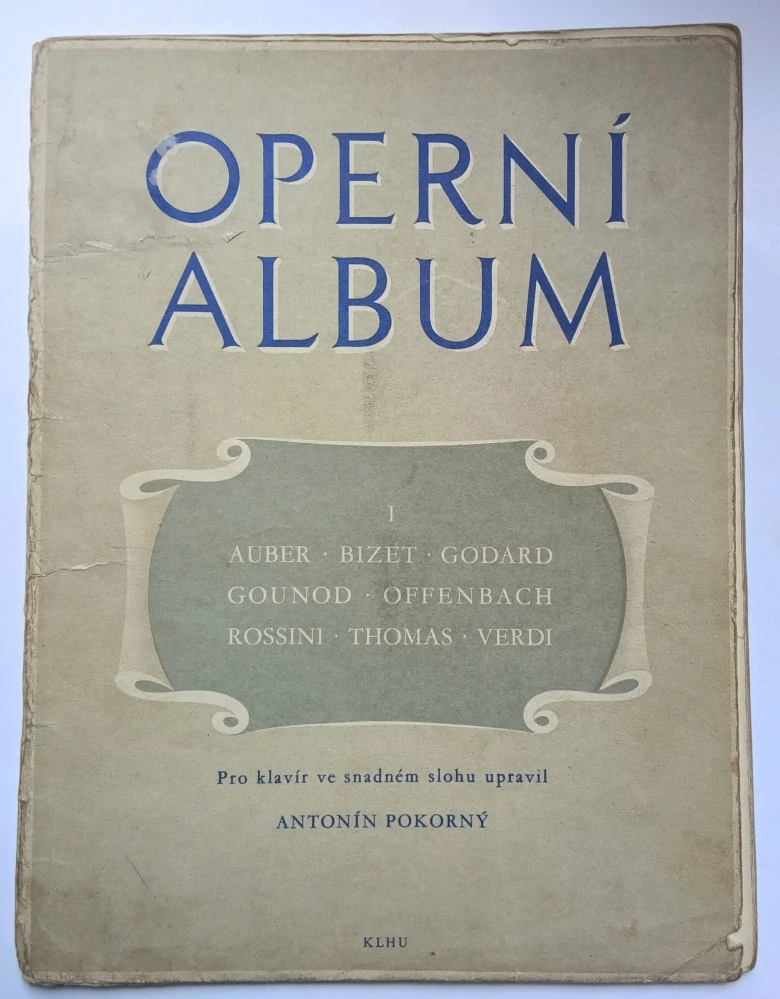 OPERNÍ
ALBUM
I
AUBER · BIZET · GODARD
GOUNOD · OFFENBACH
ROSSINI · THOMAS · VERDI
Pro klavír ve snadném slohu upravil
ANTONÍN POKORNÝ
KLHU